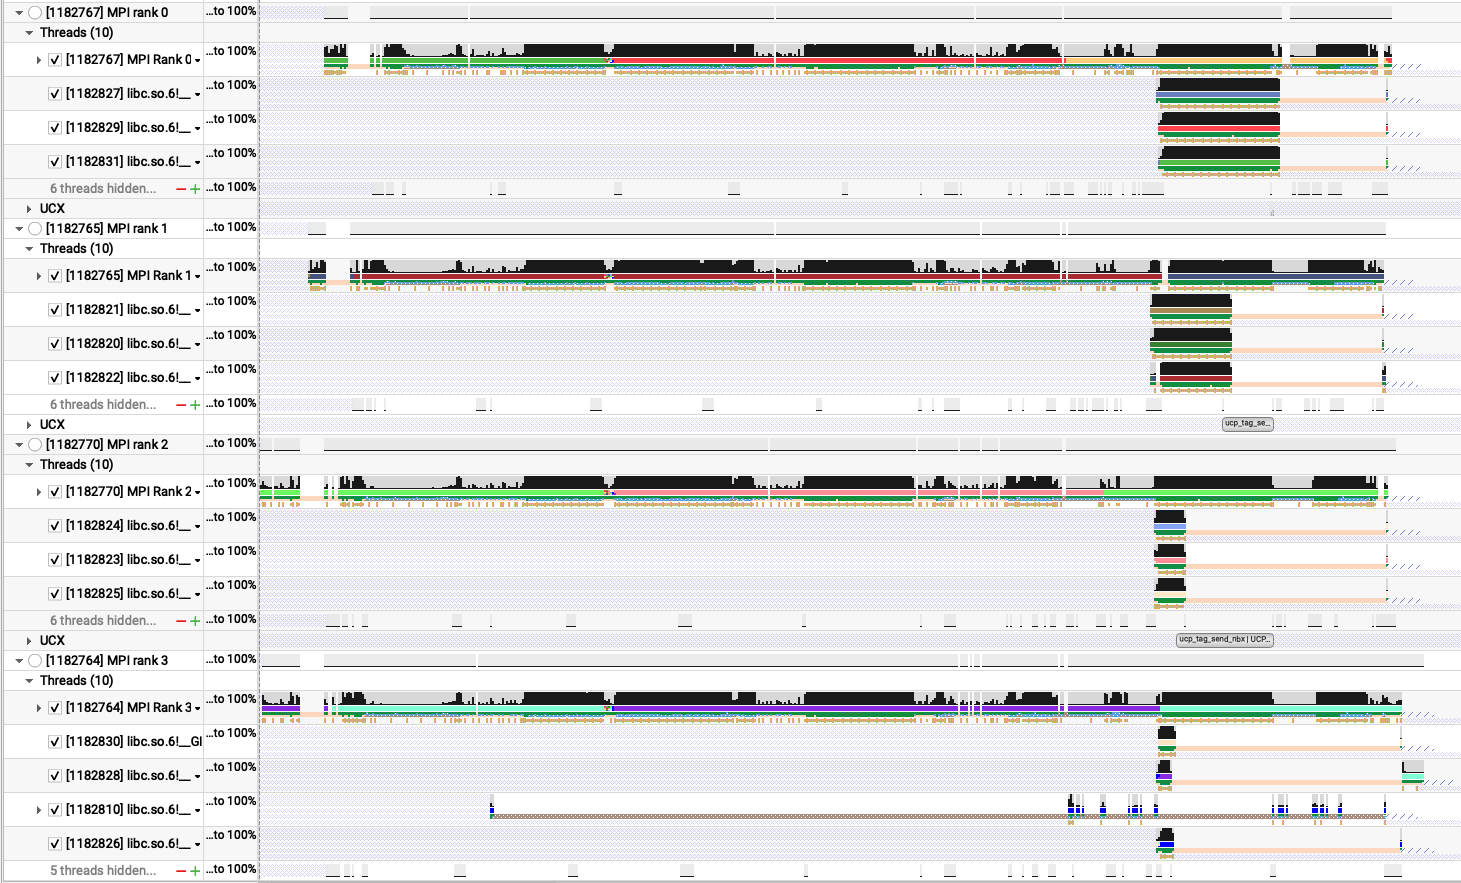 [1182767] MPI rank 0 ...to 100%
Threads (10)
[1182767] MPI Rank 0 ...to 100%
[1182827] libc.so.6!__ ...to 100%
[1182829] libc.so.6!__ ...to 100%
[1182831] libc.so.6!__ ...to 100%
6 threads hidden... − + ...to 100%
UCX
[1182765] MPI rank 1 ...to 100%
Threads (10)
[1182765] MPI Rank 1 ...to 100%
[1182821] libc.so.6!__ ...to 100%
[1182820] libc.so.6!__ ...to 100%
[1182822] libc.so.6!__ ...to 100%
6 threads hidden... − + ...to 100%
UCX ucp_tag_se...
[1182770] MPI rank 2 ...to 100%
Threads (10)
[1182770] MPI Rank 2 ...to 100%
[1182824] libc.so.6!__ ...to 100%
[1182823] libc.so.6!__ ...to 100%
[1182825] libc.so.6!__ ...to 100%
6 threads hidden... − + ...to 100%
UCX ucp_tag_send_nbx | UCP...
[1182764] MPI rank 3 ...to 100%
Threads (10)
[1182764] MPI Rank 3 ...to 100%
[1182830] libc.so.6!__GI ...to 100%
[1182828] libc.so.6!__ ...to 100%
[1182810] libc.so.6!__ ...to 100%
[1182826] libc.so.6!__ ...to 100%
5 threads hidden... − + ...to 100%